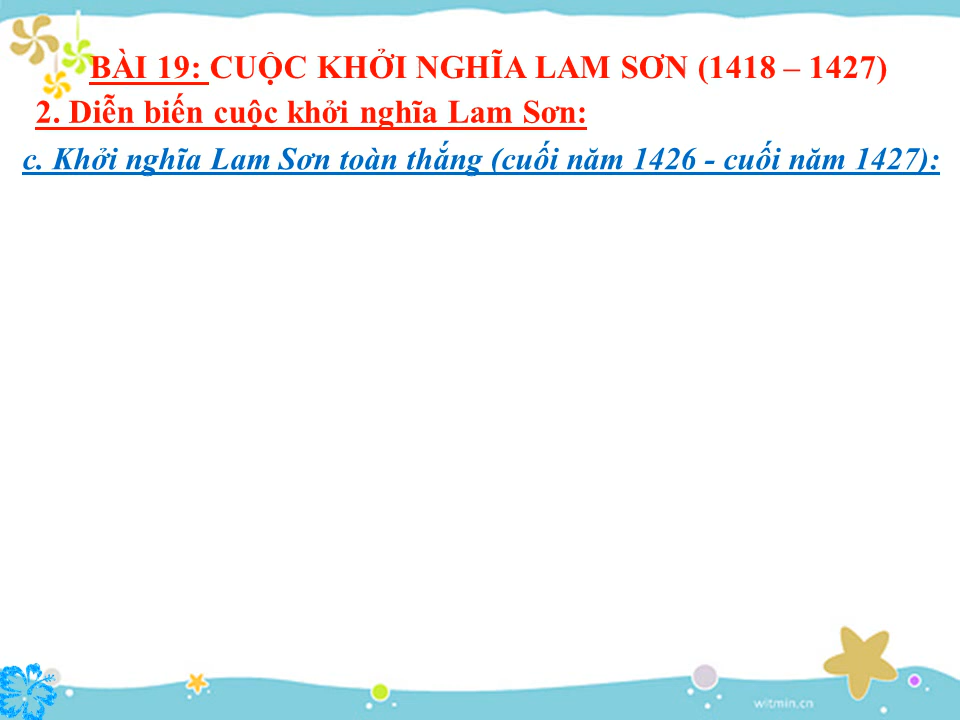 BÀI 19: CUỘC KHỞI NGHĨA LAM SƠN (1418 – 1427)
2. Diễn biến cuộc khởi nghĩa Lam Sơn:
c. Khởi nghĩa Lam Sơn toàn thắng (cuối năm 1426 - cuối năm 1427):
witmin.cn